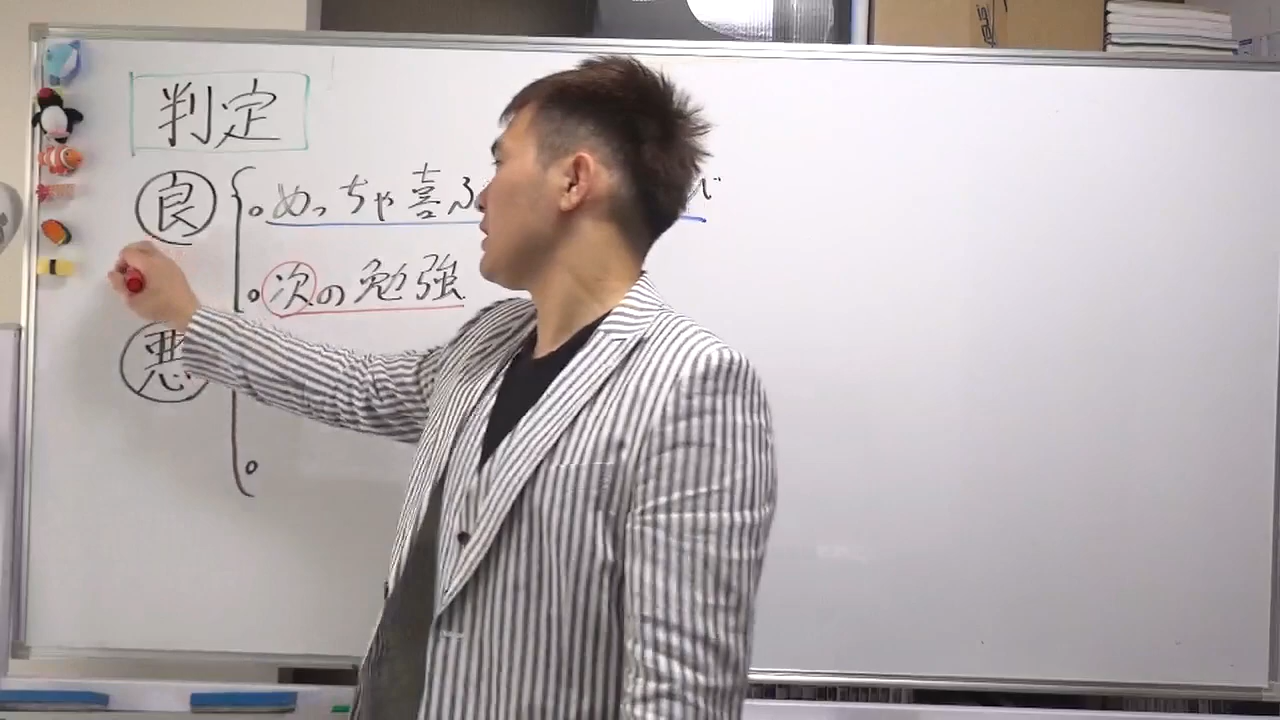 判定
良
。めっちゃ喜ぶ
。次の勉強
悪
。